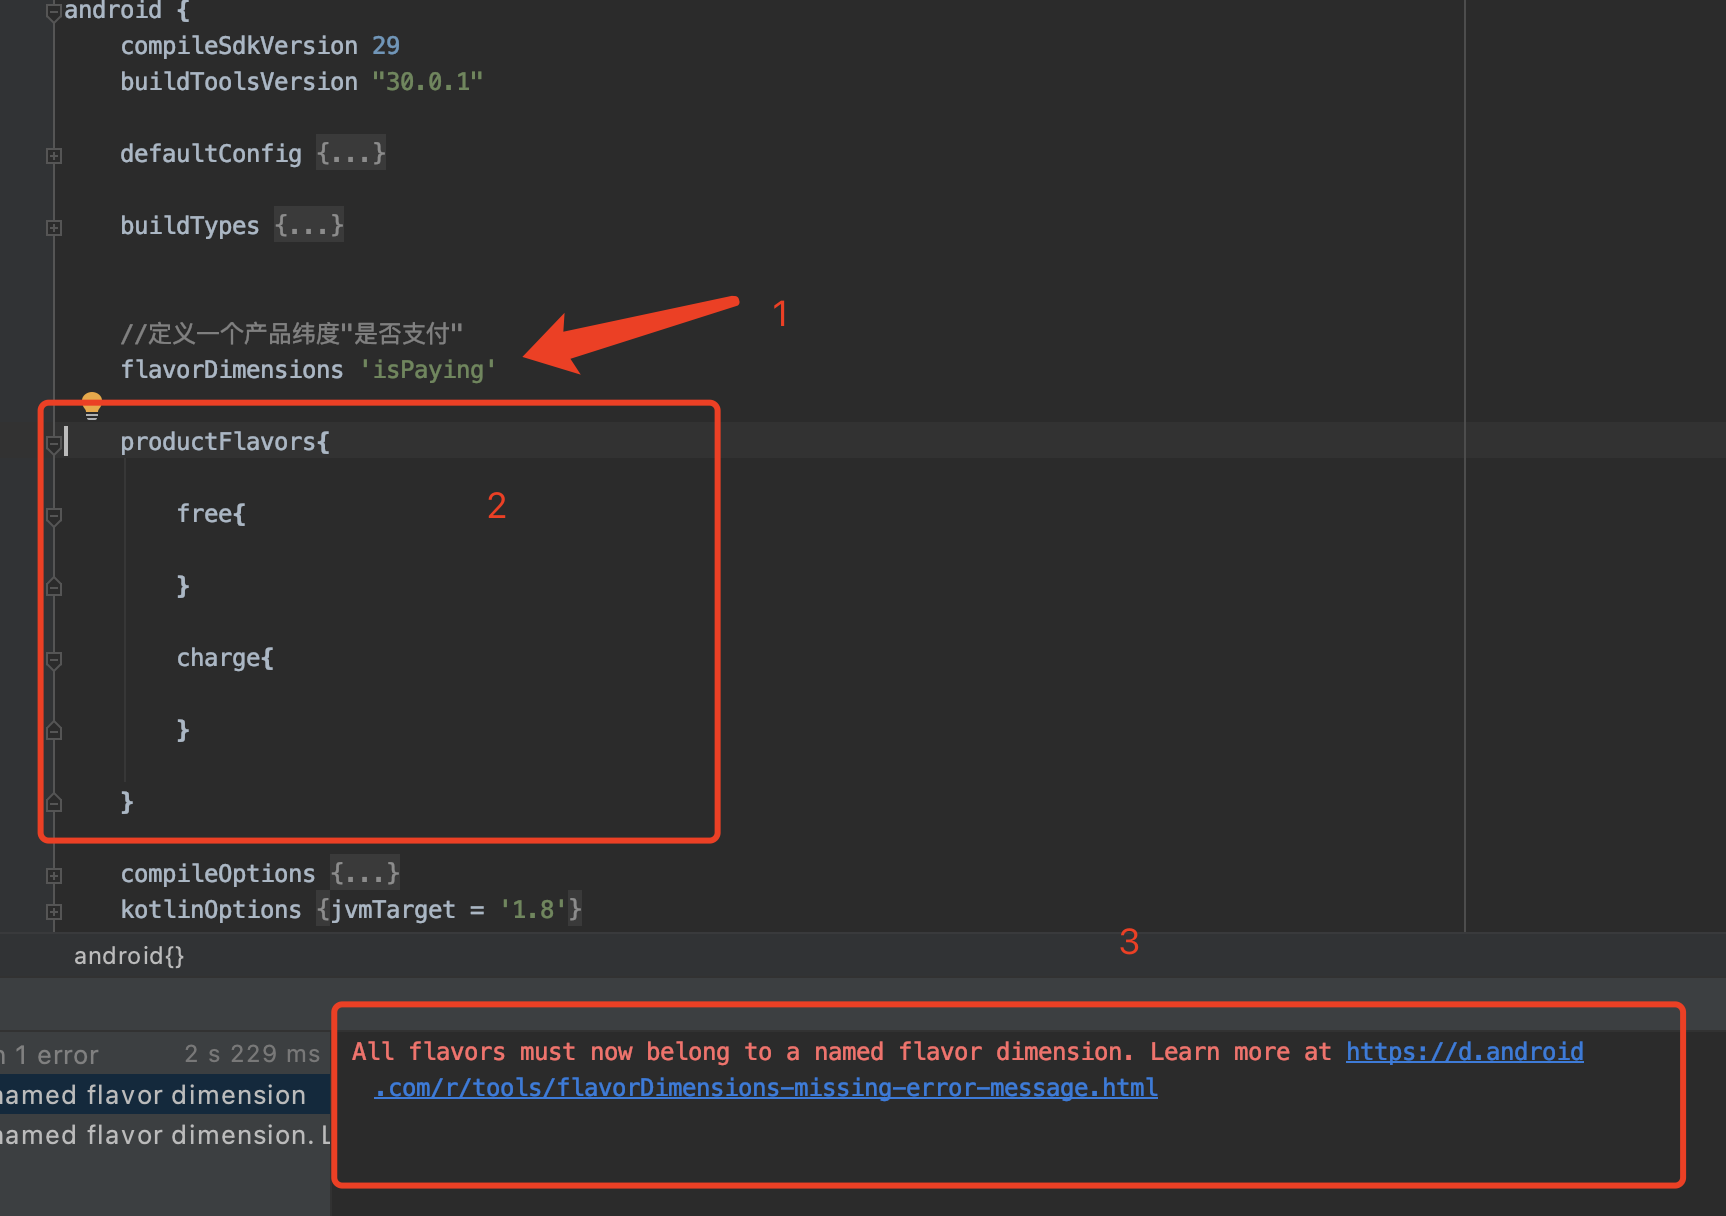 android {
compileSdkVersion 29
buildToolsVersion "30.0.1"
defaultConfig {...}
buildTypes {...}
//定义一个产品纬度"是否支付"
1
flavorDimensions 'isPaying'
productFlavors{
2
free{
}
charge{
}
}
compileOptions {...}
kotlinOptions {jvmTarget = '1.8'}
3
android{}
1 error 2 s 229 ms
named flavor dimension
named flavor dimension. L
All flavors must now belong to a named flavor dimension. Learn more at https://d.android
.com/r/tools/flavorDimensions-missing-error-message.html